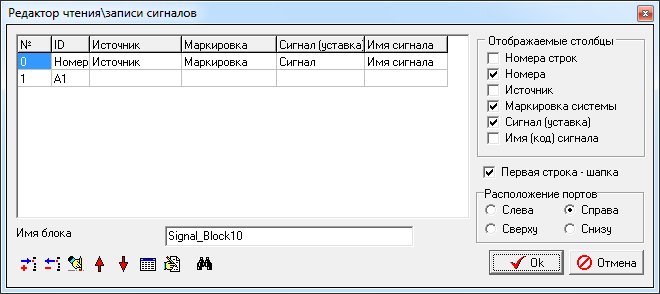 Редактор чтения\записи сигналов
№ ID Источник Маркировка Сигнал (уставка) Имя сигнала
0 Номер Источник Маркировка Сигнал Имя сигнала
1 A1
Отображаемые столбцы
Номера строк
Номера
Источник
Маркировка системы
Сигнал (уставка)
Имя (код) сигнала
Первая строка - шапка
Расположение портов
Слева Справа
Сверху Снизу
Имя блока Signal_Block10
Ok Отмена